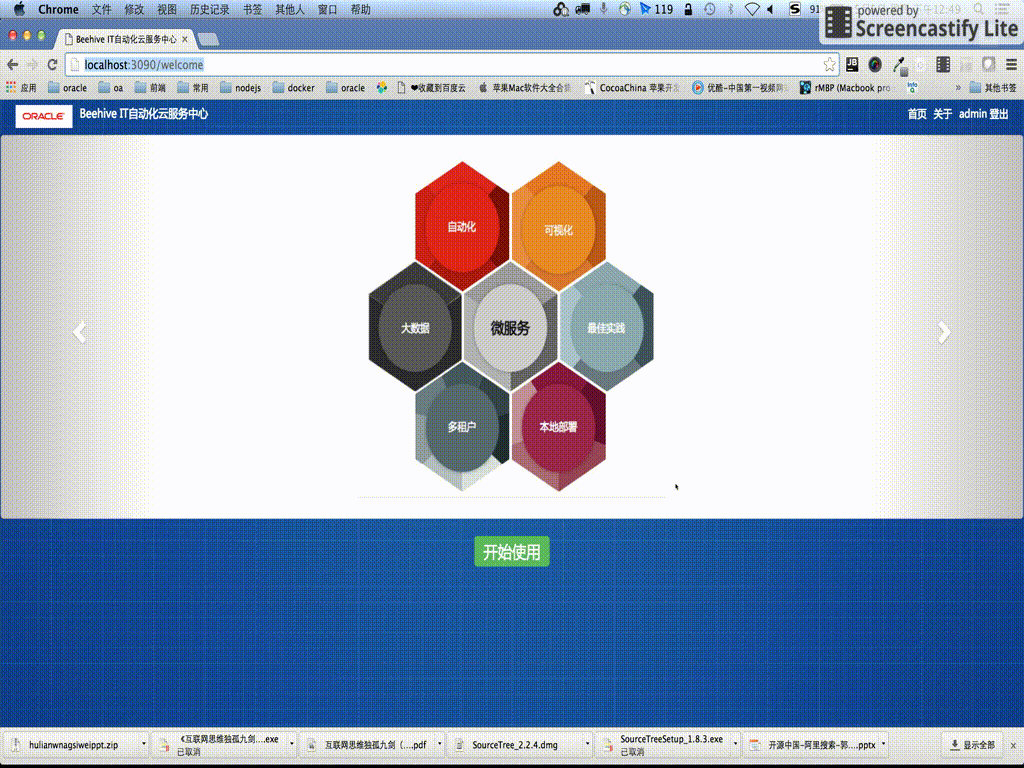 Chrome 文件 修改 视图 历史记录 书签 其他人 窗口 帮助 119 S 91 午12:49
powered by
Screencastify Lite
Beehive IT自动化云服务中心 ×
localhost:3090/welcome
应用 oracle oa 前端 常用 nodejs docker oracle ❤收藏到百度云 苹果Mac软件大全合 CocoaChina 苹果开 优酷-中国第一视频网 rMBP (Macbook pro » 其他书签
ORACLE Beehive IT自动化云服务中心 首页 关于 admin 登出
自动化 可视化
大数据 微服务 最佳实践
多租户 本地部署
开始使用
hulianwnagsiweippt.zip
《互联网思维独孤九剑....exe
已取消
互联网思维独孤九剑 (....pdf
SourceTree_2.2.4.dmg
SourceTreeSetup_1.8.3.exe
已取消
开源中国-阿里搜索-郭....pptx
显示全部 ×